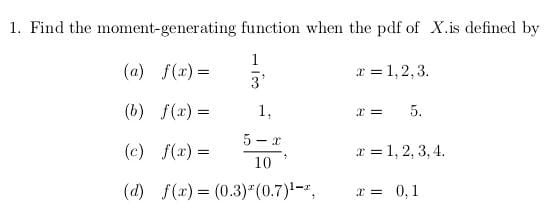 1. Find the moment-generating function when the pdf of X.is defined by
(a) f(x) = 1/3, x = 1, 2, 3.
(b) f(x) = 1, x = 5.
(c) f(x) = (5 − x)/10, x = 1, 2, 3, 4.
(d) f(x) = (0.3)^x(0.7)^{1−x}, x = 0, 1